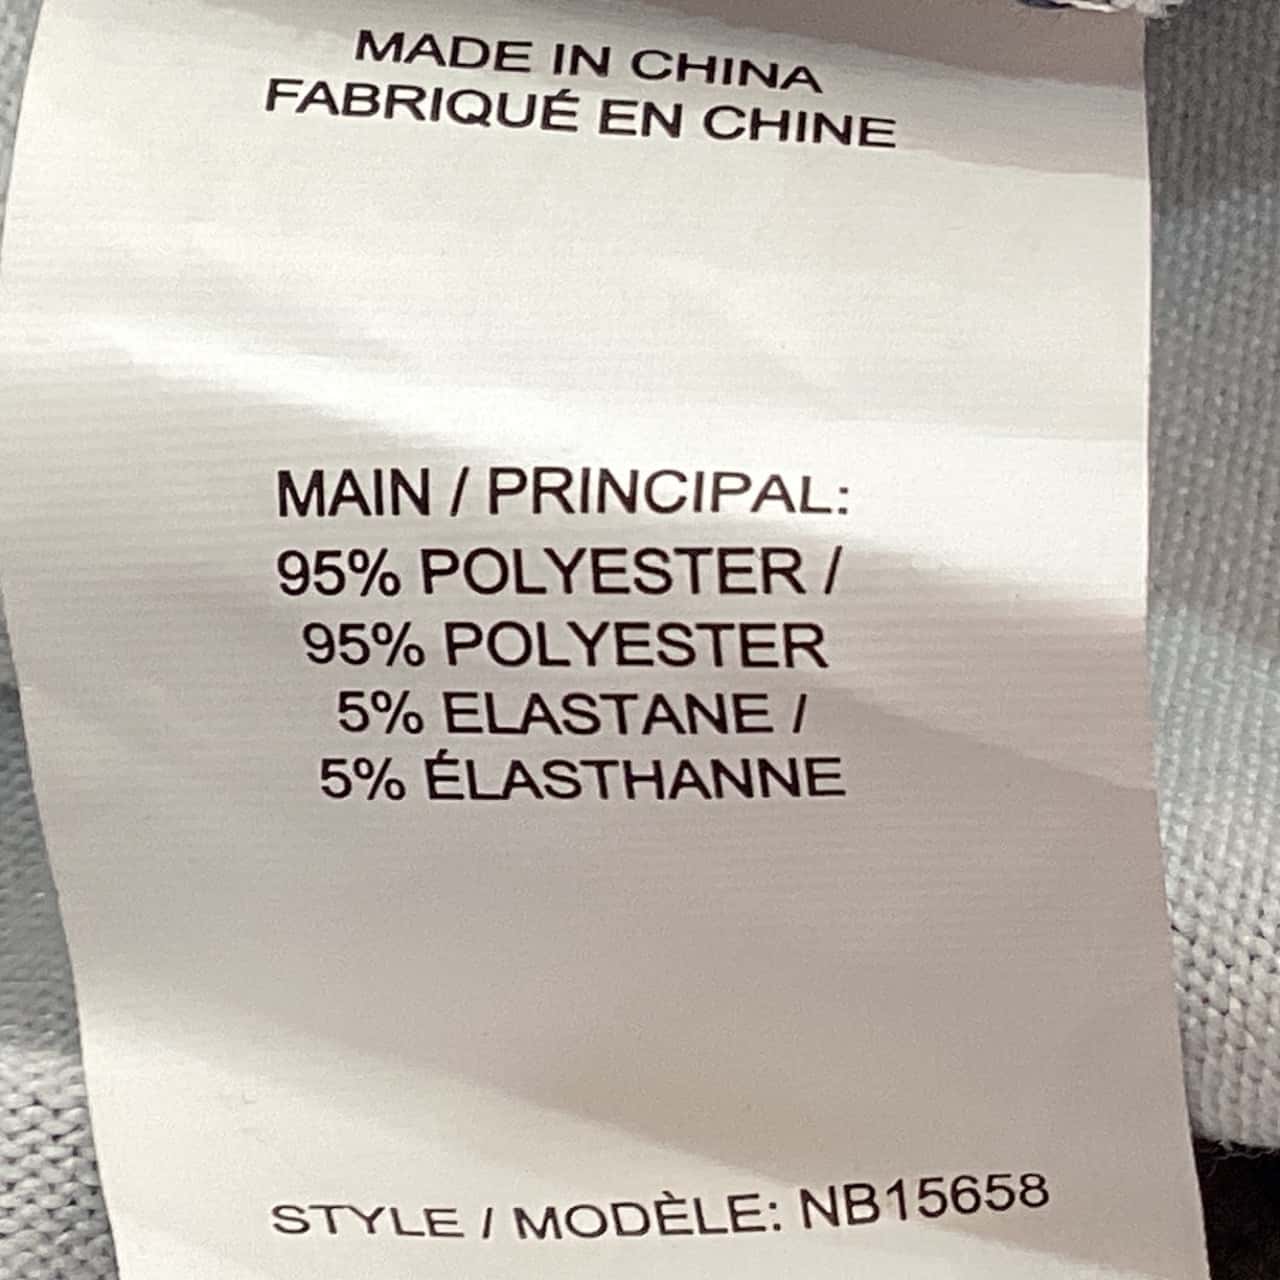 MADE IN CHINA
FABRIQUÉ EN CHINE
MAIN / PRINCIPAL:
95% POLYESTER /
95% POLYESTER
5% ELASTANE /
5% ÉLASTHANNE
STYLE / MODÈLE: NB15658